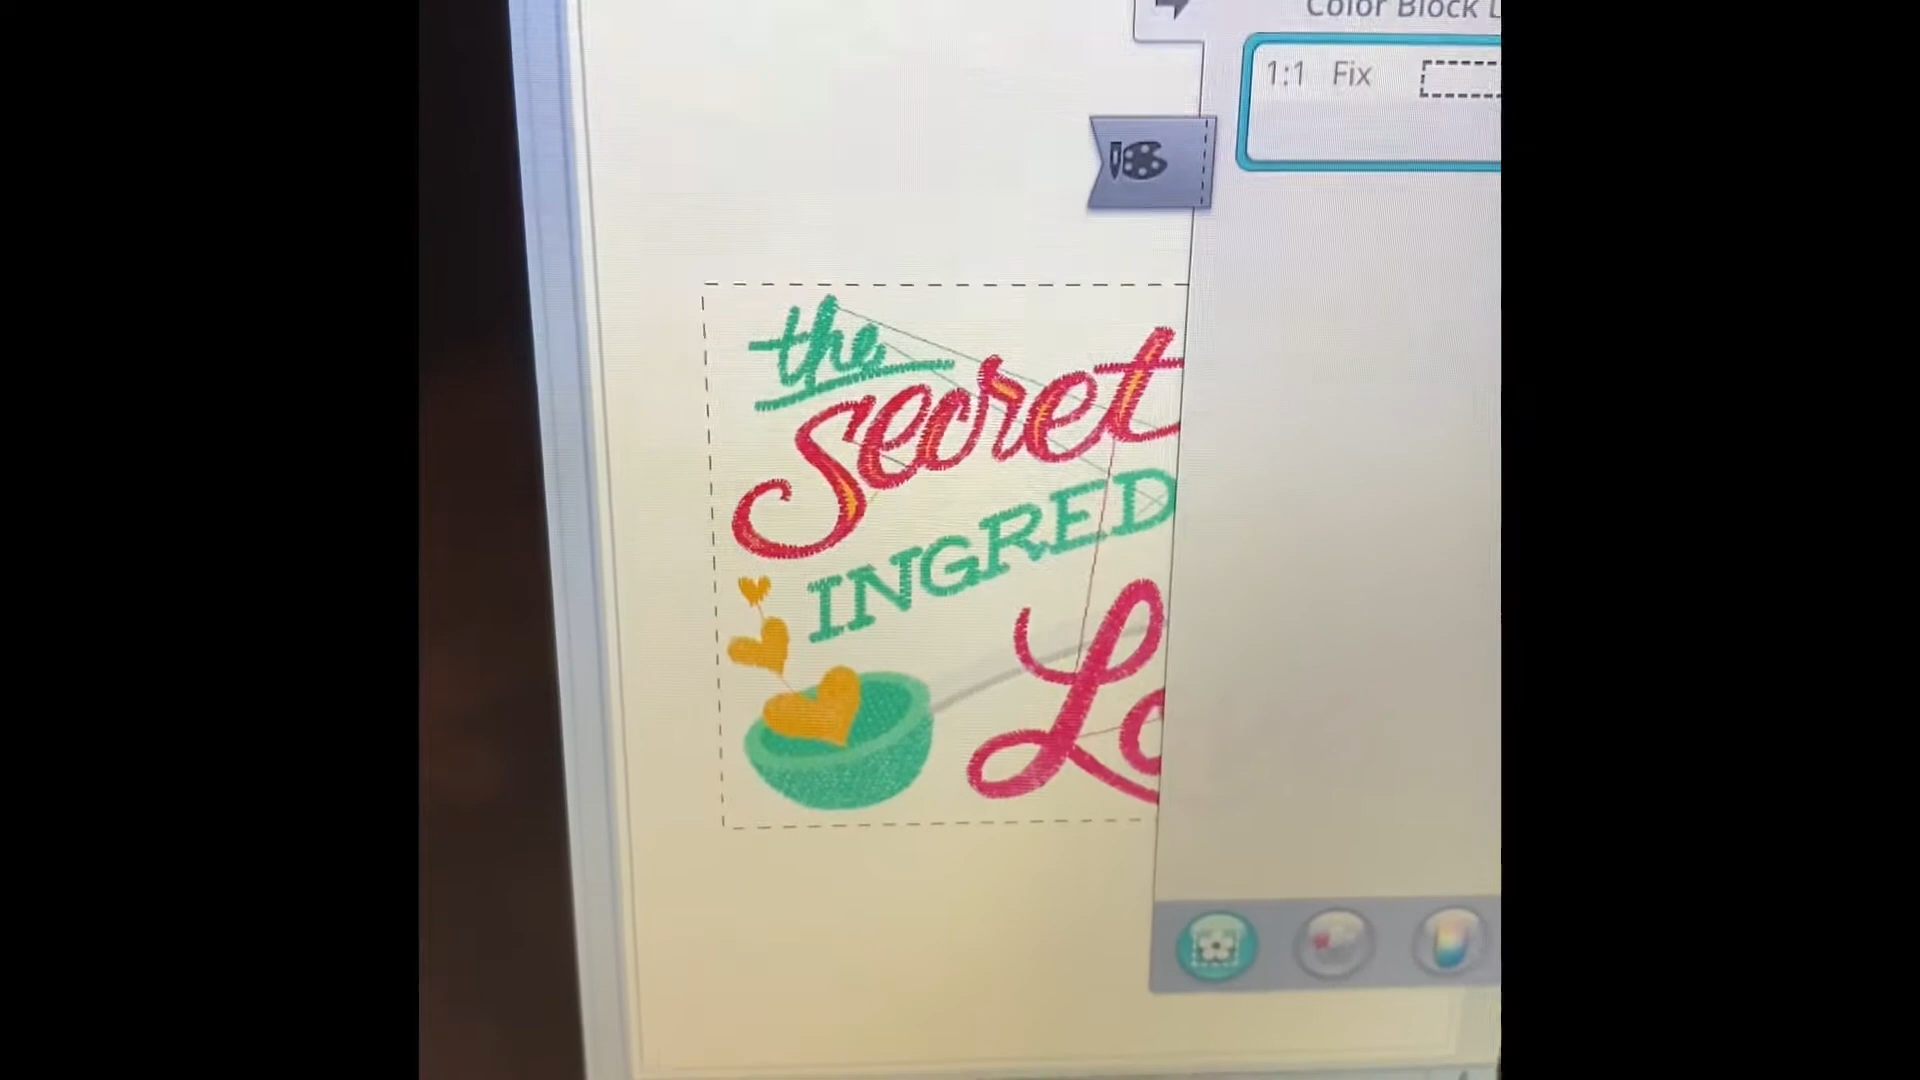 Color Block L
1:1 Fix
the
Secret
INGRED
Lo